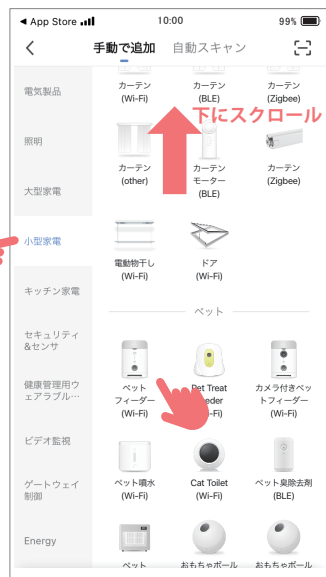 App Store
10:00
99%
手動で追加
自動スキャン
電気製品
照明
大型家電
小型家電
キッチン家電
セキュリティ
&センサ
健康管理用ウ
ェアラブル…
ビデオ監視
ゲートウェイ
制御
Energy
カーテン
(Wi-Fi)
カーテン
(BLE)
カーテン
(Zigbee)
下にスクロール
カーテン
(other)
カーテン
モーター
(BLE)
カーテン
(Zigbee)
電動物干し
(Wi-Fi)
ドア
(Wi-Fi)
ペット
ペット
フィーダー
(Wi-Fi)
Pet Treat
eder
-Fi)
カメラ付きペッ
トフィーダー
(Wi-Fi)
ペット噴水
(Wi-Fi)
Cat Toilet
(Wi-Fi)
ペット臭除去剤
(BLE)
ペット
おもちゃボール
おもちゃボール